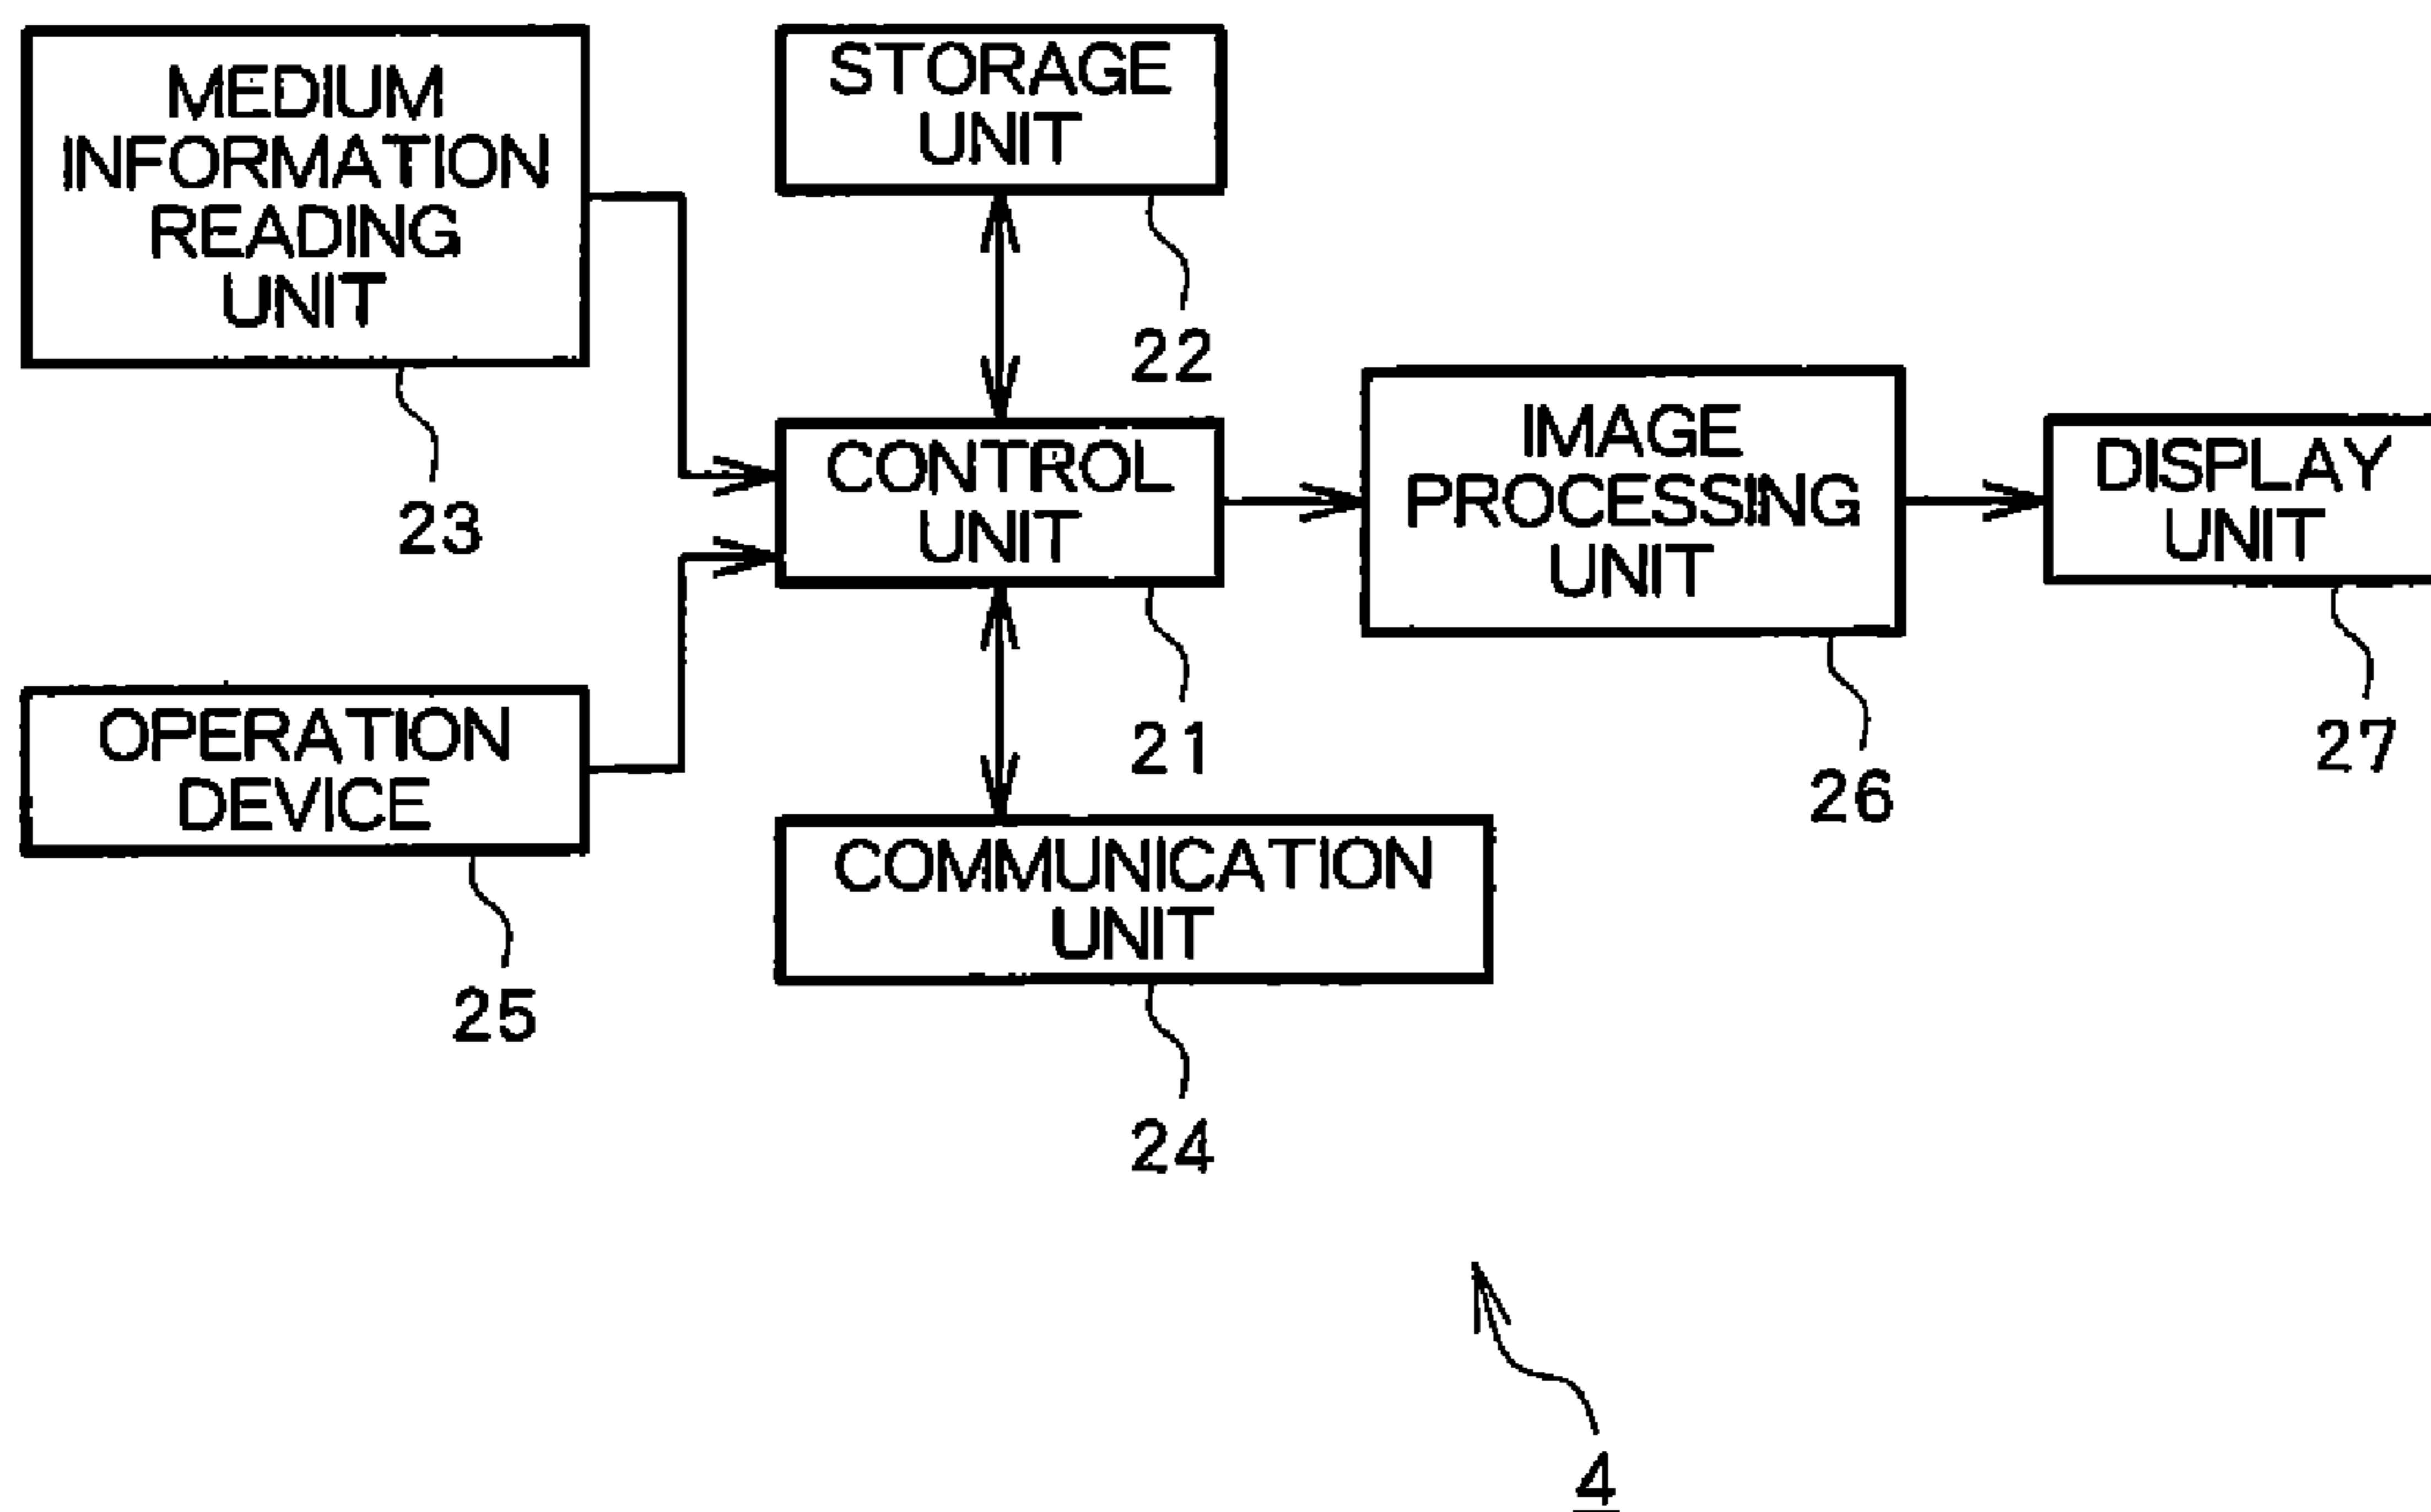 MEDIUM
INFORMATION
READING
UNIT
23
STORAGE
UNIT
22
CONTROL
UNIT
21
IMAGE
PROCESSING
UNIT
26
DISPLAY
UNIT
27
OPERATION
DEVICE
25
COMMUNICATION
UNIT
24
4